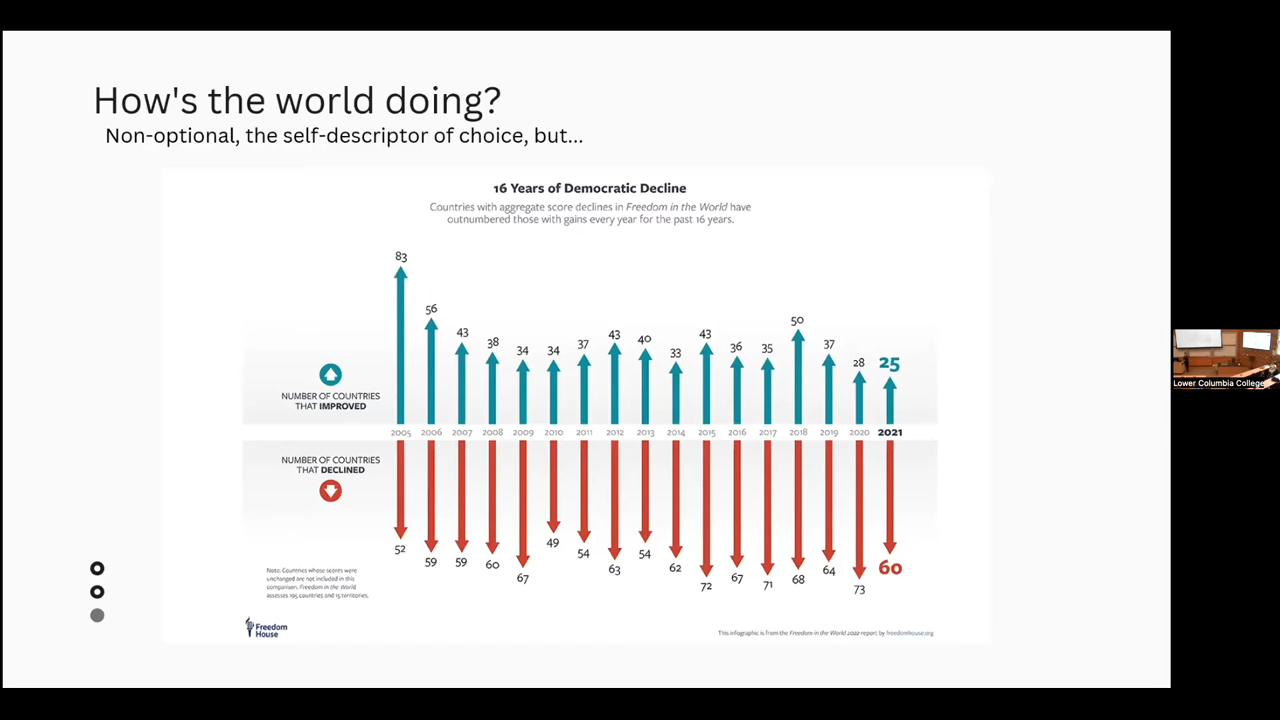 How's the world doing?
Non-optional, the self-descriptor of choice, but...
16 Years of Democratic Decline
Countries with aggregate score declines in Freedom in the World have
outnumbered those with gains every year for the past 16 years.
83
56
43
38
34
34
37
43
40
33
43
36
35
50
37
28
25
NUMBER OF COUNTRIES
THAT IMPROVED
2005 2006 2007 2008 2009 2010 2011 2012 2013 2014 2015 2016 2017 2018 2019 2020 2021
NUMBER OF COUNTRIES
THAT DECLINED
52
59
59
60
67
49
54
63
54
62
72
67
71
68
64
73
60
Note: Countries whose scores were
unchanged are not included in this
comparison. Freedom in the World
assesses 195 countries and 15 territories.
Freedom
House
This infographic is from the Freedom in the World 2022 report by freedomhouse.org
Lower Columbia College